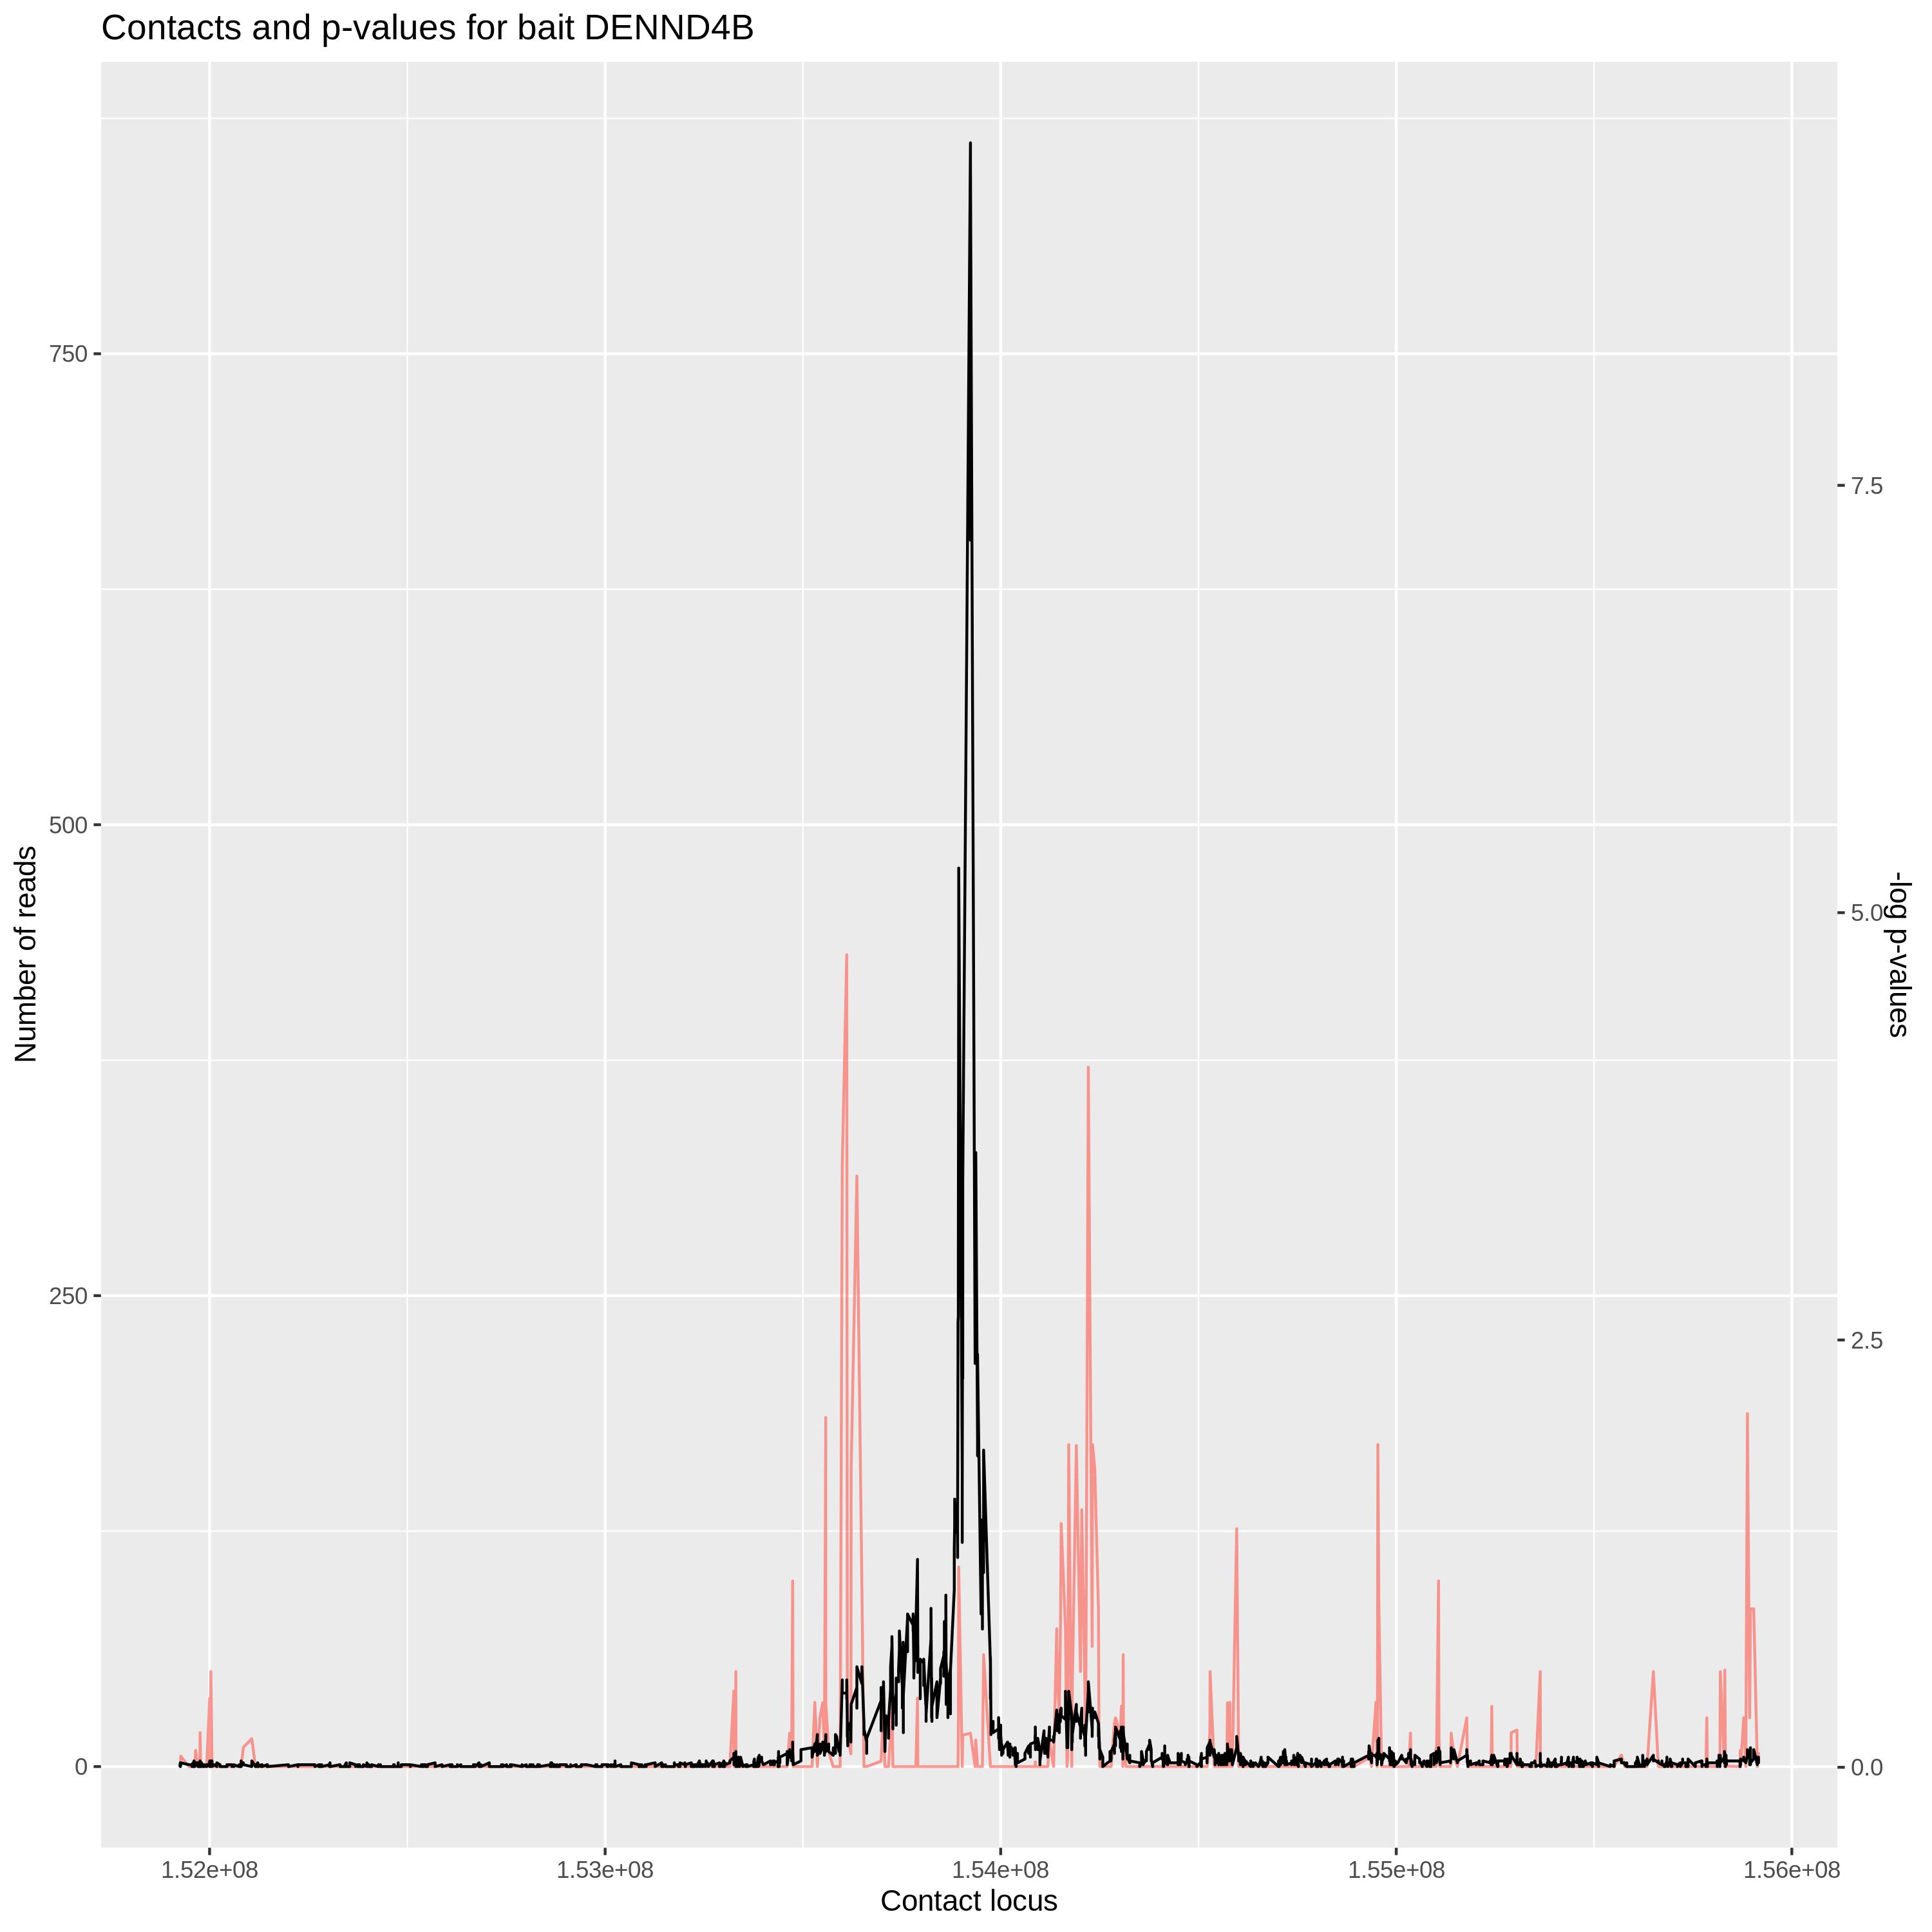 Contacts and p-values for bait DENND4B
750
500
250
0
Number of reads
7.5
5.0
2.5
0.0
-log p-values
1.52e+08
1.53e+08
1.54e+08
1.55e+08
1.56e+08
Contact locus